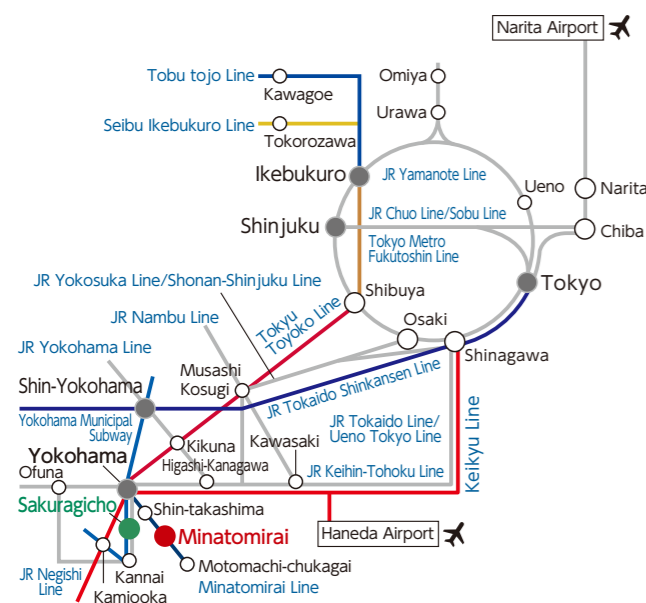 Narita Airport
Tobu tojo Line
Kawagoe
Omiya
Urawa
Seibu Ikebukuro Line
Tokorozawa
Ikebukuro
JR Yamanote Line
Ueno
Narita
Shinjuku
JR Chuo Line/Sobu Line
Chiba
Tokyo Metro
Fukutoshin Line
JR Yokosuka Line/Shonan-Shinjuku Line
Shibuya
Tokyo
JR Nambu Line
Tokyu
Toyoko Line
Osaki
JR Yokohama Line
Shinagawa
Musashi
Kosugi
Shin-Yokohama
JR Tokaido Shinkansen Line
Yokohama Municipal
Subway
JR Tokaido Line/
Ueno Tokyo Line
Keikyu Line
Kikuna
Kawasaki
Yokohama
Higashi-Kanagawa
Ofuna
JR Keihin-Tohoku Line
Sakuragicho
Shin-takashima
Minatomirai
Haneda Airport
Kannai
Motomachi-chukagai
JR Negishi
Line
Kamiooka
Minatomirai Line